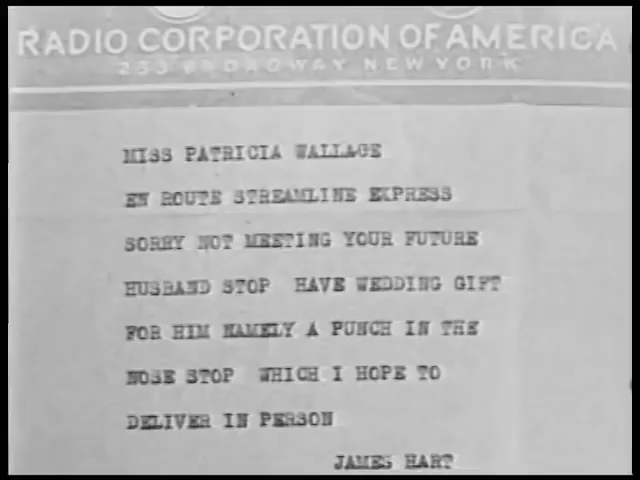 RADIO CORPORATION OF AMERICA
233 BROADWAY NEW YORK
MISS PATRICIA WALLACE
EN ROUTE STREAMLINE EXPRESS
SORRY NOT MEETING YOUR FUTURE
HUSBAND STOP HAVE WEDDING GIFT
FOR HIM NAMELY A PUNCH IN THE
NOSE STOP WHICH I HOPE TO
DELIVER IN PERSON
JAMES HART